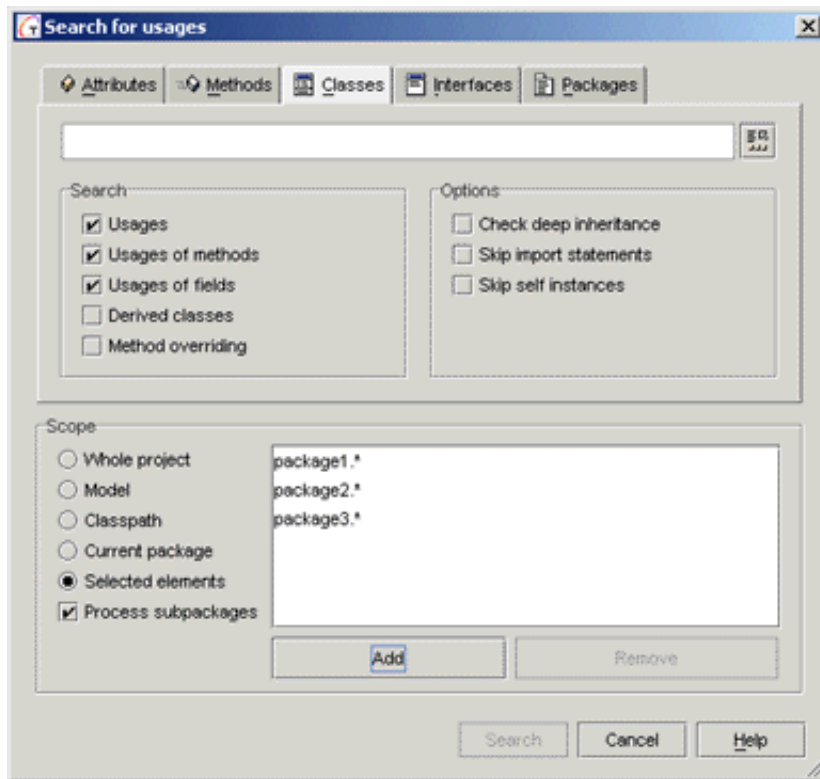 Search for usages
Attributes Methods Classes Interfaces Packages
Search
Usages
Usages of methods
Usages of fields
Derived classes
Method overriding
Options
Check deep inheritance
Skip import statements
Skip self instances
Scope
Whole project
Model
Classpath
Current package
Selected elements
Process subpackages
package1.*
package2.*
package3.*
Add Remove
Search Cancel Help